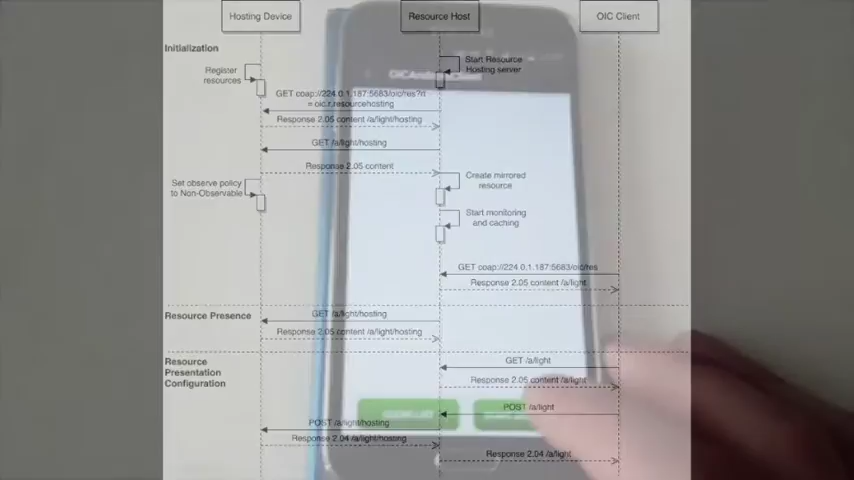 Hosting Device
Resource Host
OIC Client
Initialization
Register
resources
Start Resource
Hosting server
GET coap://224.0.1.187:5683/oic/res?rt
= oic.r.resourcehosting
Response 2.05 content /a/light/hosting
GET /a/light/hosting
Response 2.05 content
Set observe policy
to Non-Observable
Create mirrored
resource
Start monitoring
and caching
GET coap://224.0.1.187:5683/oic/res
Response 2.05 content /a/light
Resource Presence
GET /a/light/hosting
Response 2.05 content /a/light/hosting
Resource
Presentation
Configuration
GET /a/light
Response 2.05 content /a/light
POST /a/light
POST /a/light/hosting
Response 2.04 /a/light/hosting
Response 2.04 /a/light